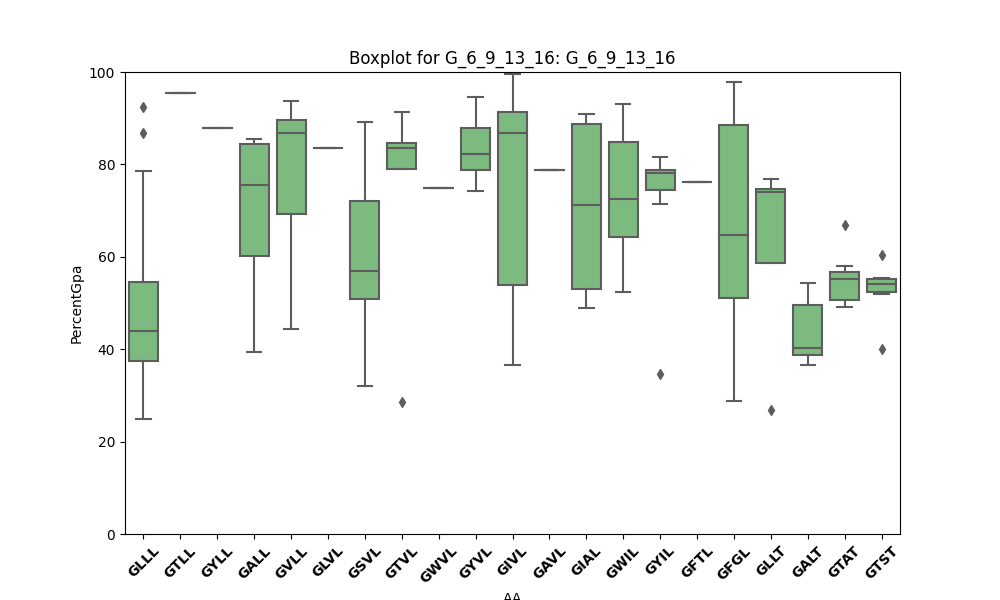 Boxplot for G_6_9_13_16: G_6_9_13_16
100
80
60
40
20
0
PercentGpa
GLLL GTLL GYLL GALL GVLL GLVL GSVL GTVL GWVL GYVL GIVL GAVL GIAL GWIL GYIL GFTL GFGL GLLT GALT GTAT GTST
AA